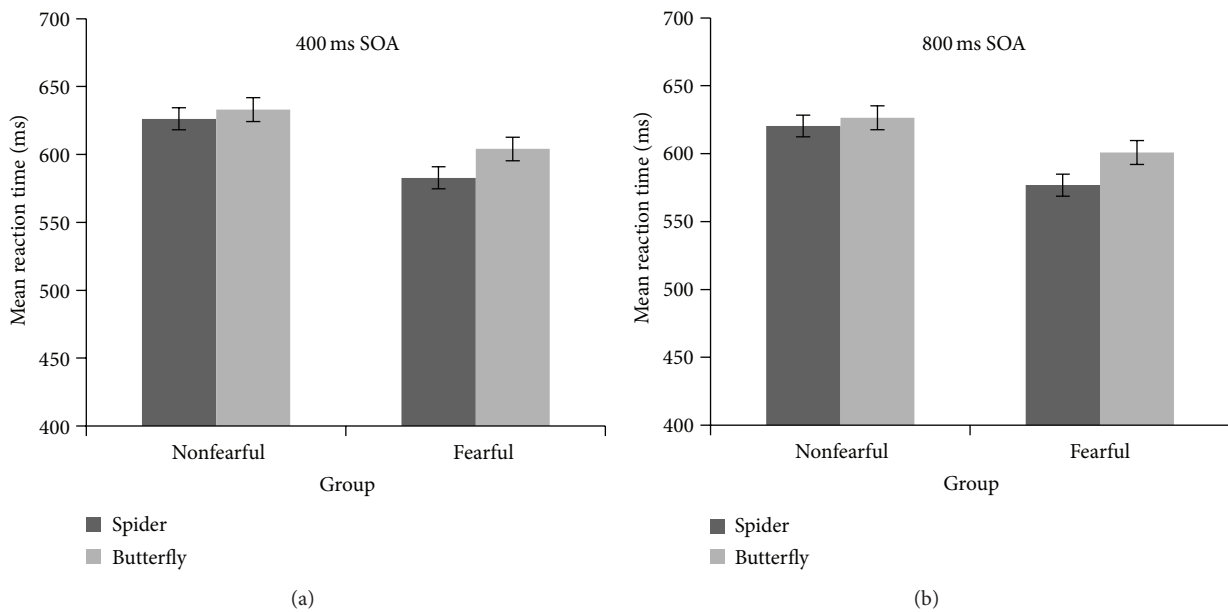 700
650
600
550
500
450
400
Mean reaction time (ms)
400 ms SOA
Nonfearful
Fearful
Group
Spider
Butterfly
(a)
700
650
600
550
500
450
400
Mean reaction time (ms)
800 ms SOA
Nonfearful
Fearful
Group
Spider
Butterfly
(b)